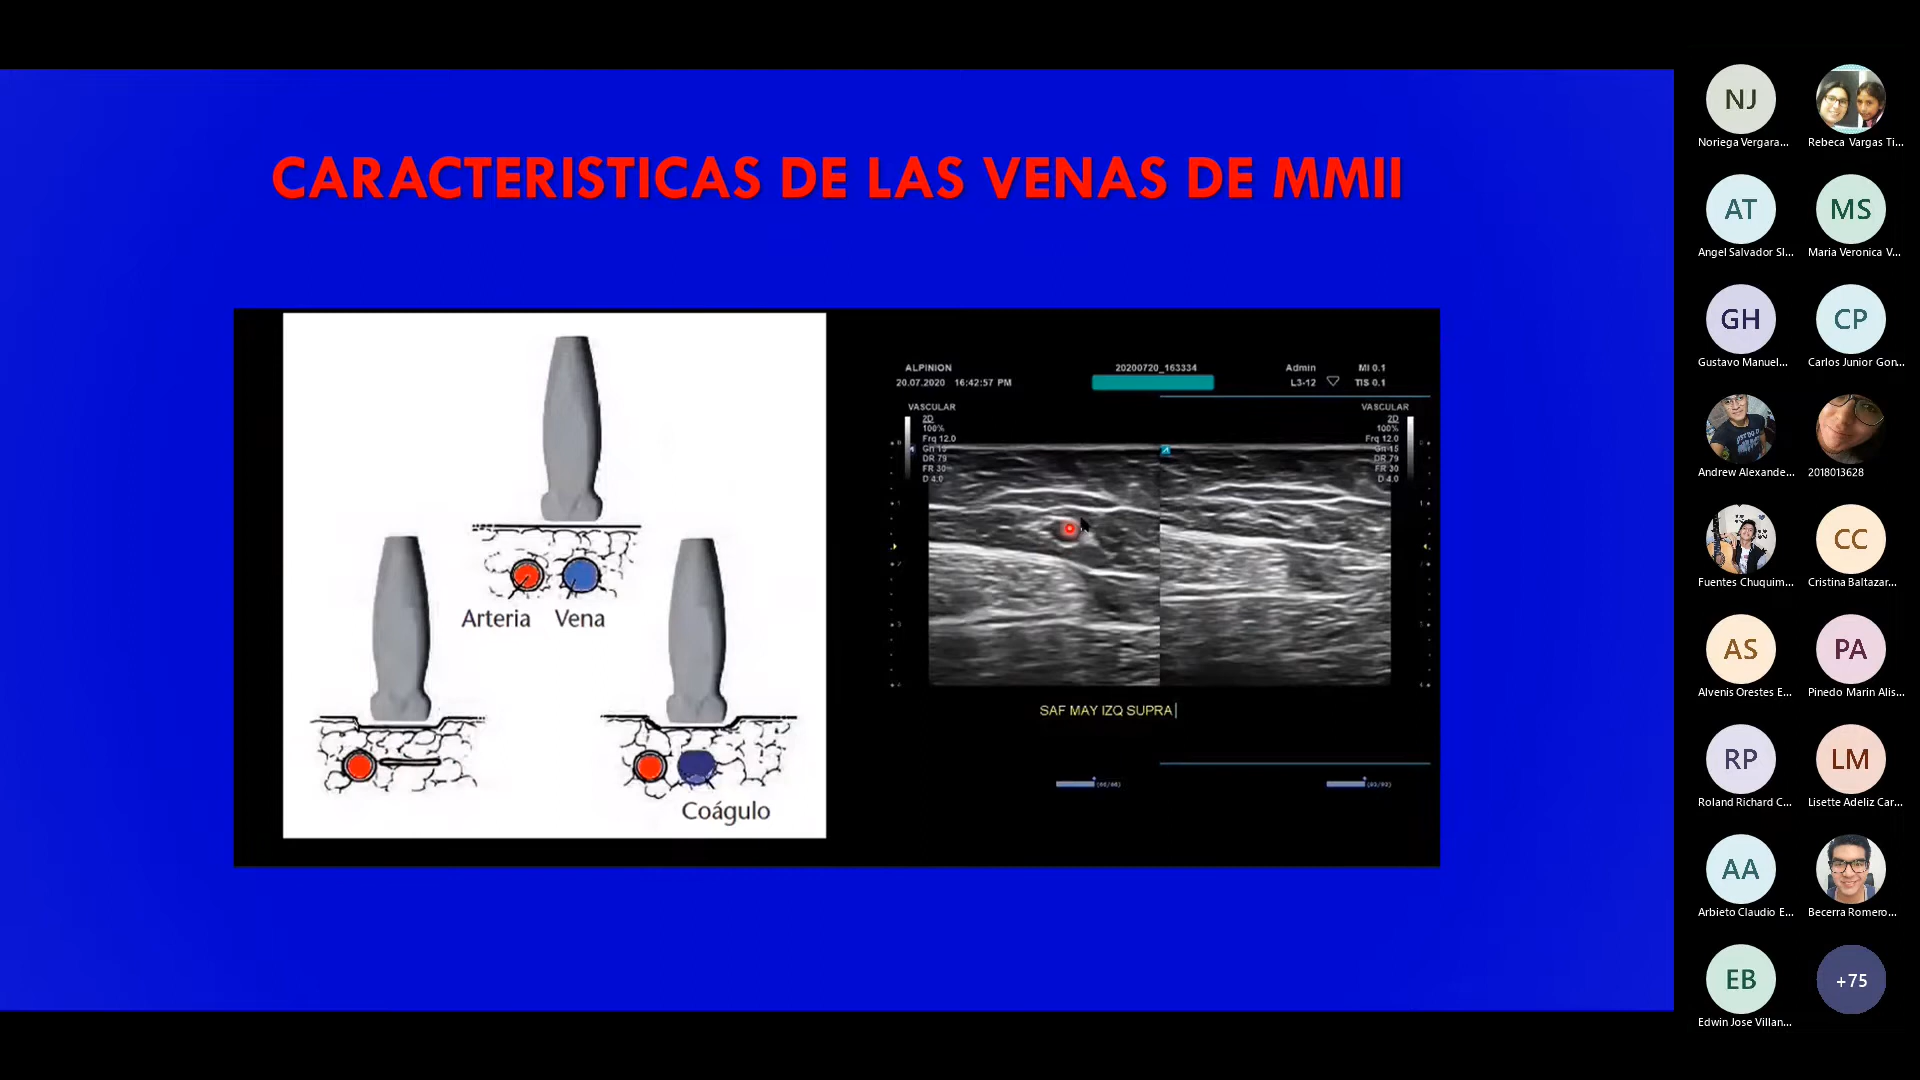 CARACTERISTICAS DE LAS VENAS DE MMII
Arteria Vena
Coágulo
ALPINION
20.07.2020 16:42:57 PM
20200720_163334
Admin MI 0.1
L3-12 TIS 0.1
VASCULAR
2D
100%
Frq 12.0
Gn 15
DR 79
FR 30
D 4.0
VASCULAR
2D
100%
Frq 12.0
Gn 15
DR 79
FR 30
D 4.0
SAF MAY IZQ SUPRA
NJ
Noriega Vergara...
Rebeca Vargas Ti...
AT
Angel Salvador Sl...
MS
Maria Veronica V...
GH
Gustavo Manuel...
CP
Carlos Junior Gon...
Andrew Alexande...
2018013628
Fuentes Chuquim...
CC
Cristina Baltazar...
AS
Alvenis Orestes E...
PA
Pinedo Marin Alis...
RP
Roland Richard C...
LM
Lisette Adeliz Car...
AA
Arbieto Claudio E...
Becerra Romero...
EB
Edwin Jose Villan...
+75